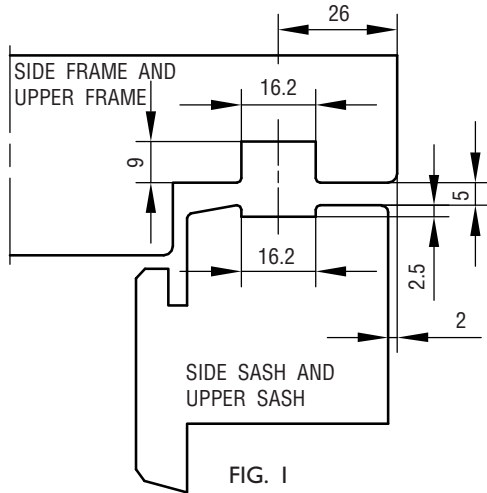 26
SIDE FRAME AND
UPPER FRAME
16.2
9
5
16.2
2.5
2
SIDE SASH AND
UPPER SASH
FIG. I